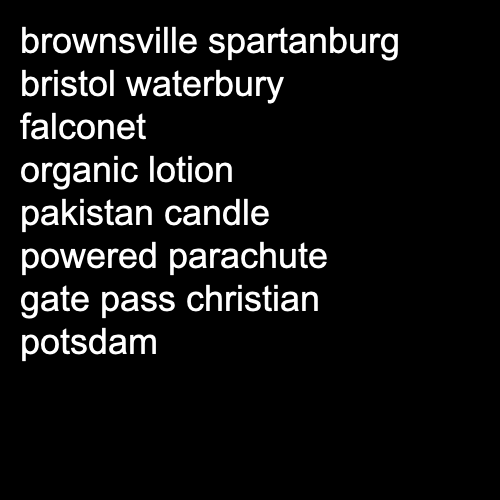 brownsville spartanburg
bristol waterbury
falconet
organic lotion
pakistan candle
powered parachute
gate pass christian
potsdam